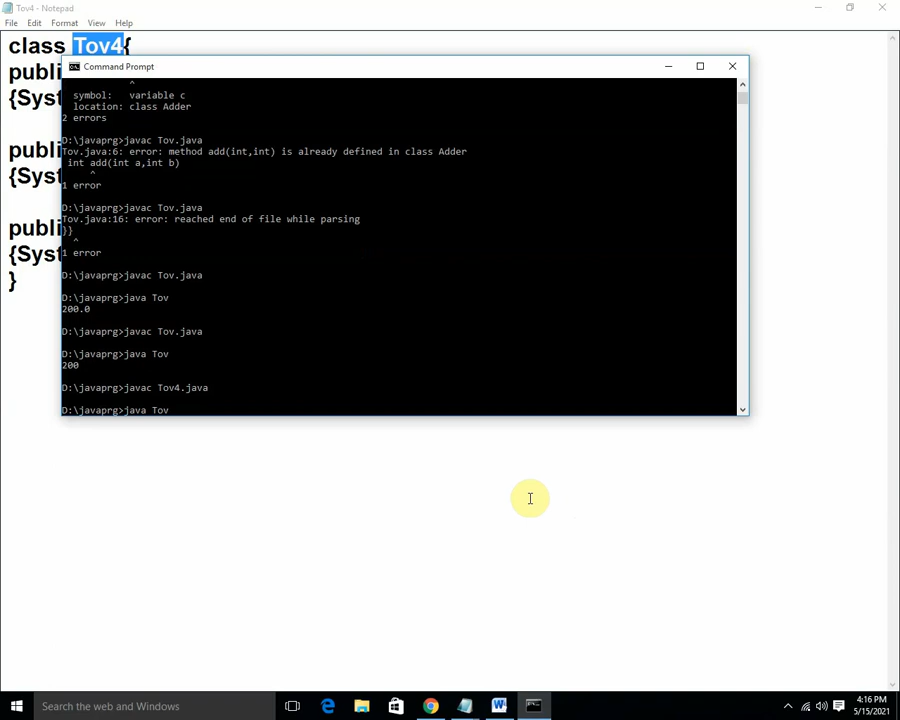 Tov4 - Notepad
File Edit Format View Help
class Tov4{
publi
{Syst
publi
{Syst
publi
{Syst
}
Command Prompt
^
symbol: variable c
location: class Adder
2 errors
D:\javaprg>javac Tov.java
Tov.java:6: error: method add(int,int) is already defined in class Adder
int add(int a,int b)
^
1 error
D:\javaprg>javac Tov.java
Tov.java:16: error: reached end of file while parsing
}}
^
1 error
D:\javaprg>javac Tov.java
D:\javaprg>java Tov
200.0
D:\javaprg>javac Tov.java
D:\javaprg>java Tov
200
D:\javaprg>javac Tov4.java
D:\javaprg>java Tov
Search the web and Windows
4:16 PM
5/15/2021